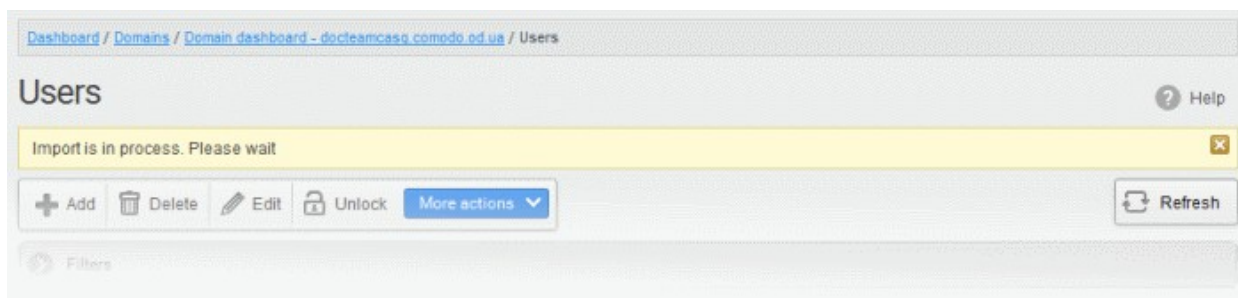 Dashboard / Domains / Domain dashboard - docteamcasg.comodo.od.ua / Users
Users
Help
Import is in process. Please wait
Add Delete Edit Unlock More actions Refresh
Filters